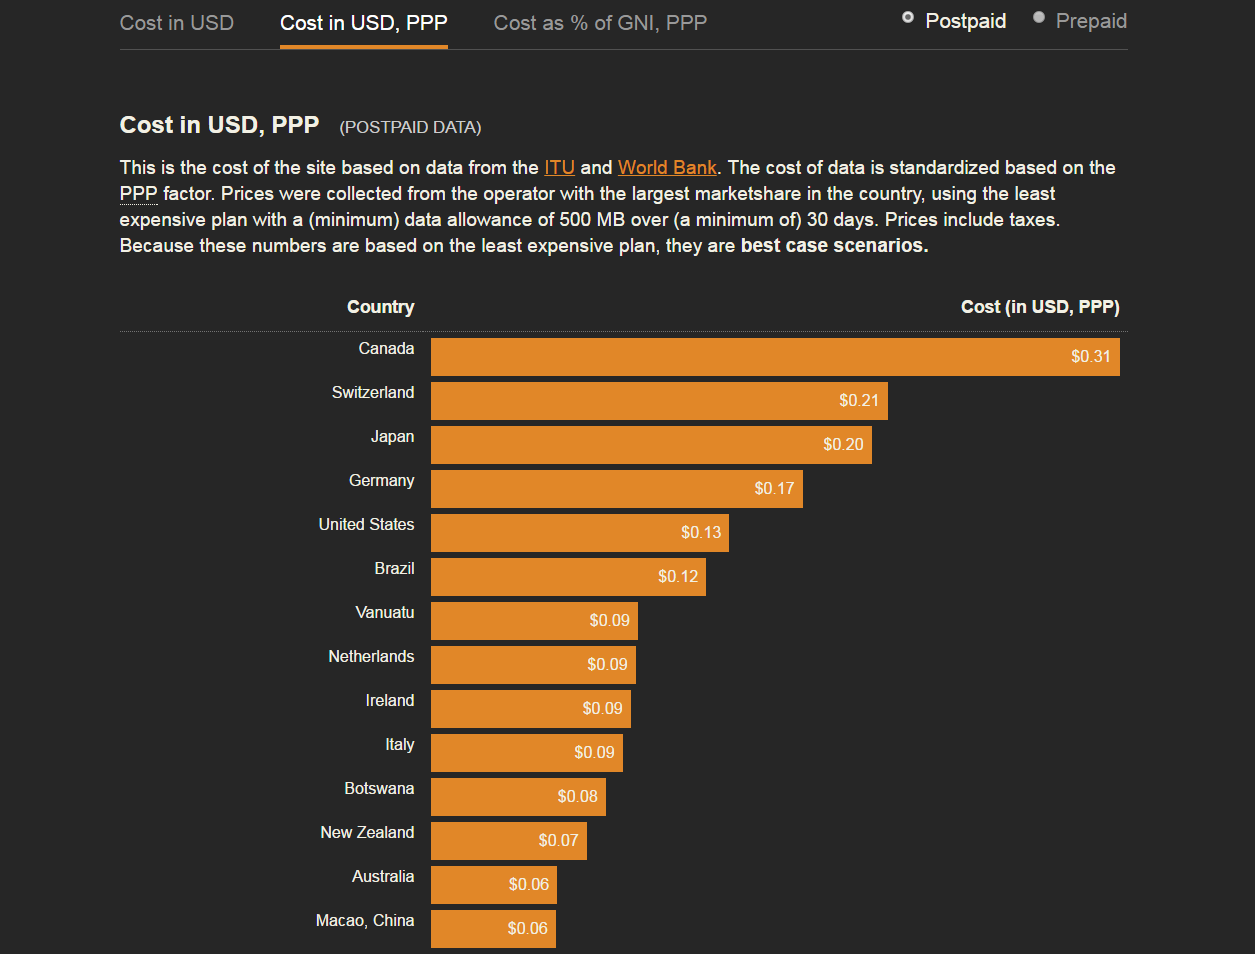 Cost in USD Cost in USD, PPP Cost as % of GNI, PPP Postpaid Prepaid
Cost in USD, PPP (POSTPAID DATA)
This is the cost of the site based on data from the ITU and World Bank. The cost of data is standardized based on the
PPP factor. Prices were collected from the operator with the largest marketshare in the country, using the least
expensive plan with a (minimum) data allowance of 500 MB over (a minimum of) 30 days. Prices include taxes.
Because these numbers are based on the least expensive plan, they are best case scenarios.
Country Cost (in USD, PPP)
Canada $0.31
Switzerland $0.21
Japan $0.20
Germany $0.17
United States $0.13
Brazil $0.12
Vanuatu $0.09
Netherlands $0.09
Ireland $0.09
Italy $0.09
Botswana $0.08
New Zealand $0.07
Australia $0.06
Macao, China $0.06